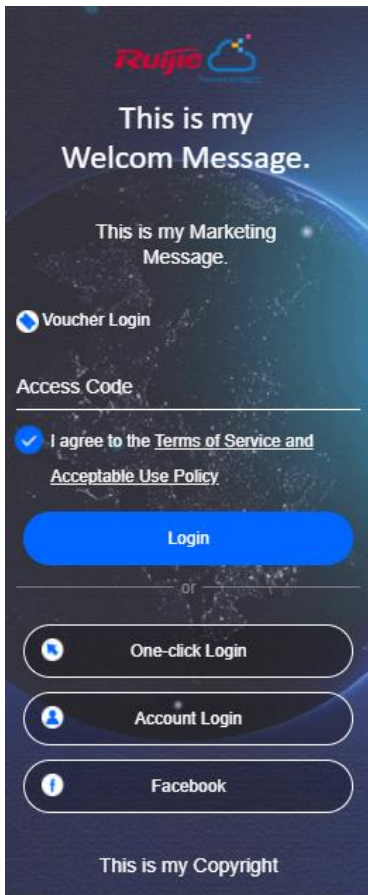 Ruijie
This is my
Welcom Message.
This is my Marketing
Message.
Voucher Login
Access Code
I agree to the Terms of Service and
Acceptable Use Policy
Login
or
One-click Login
Account Login
Facebook
This is my Copyright